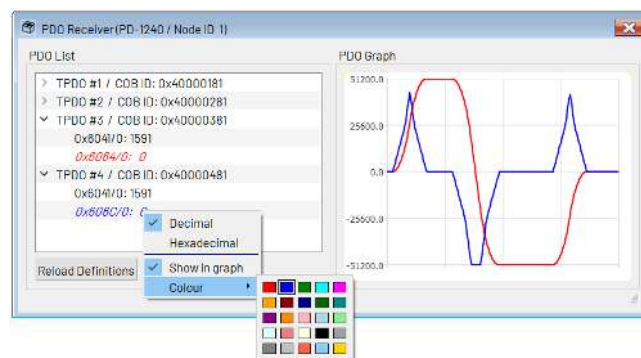 PDO Receiver (PD-1240 / Node ID 1)
PDO List
TPDO #1 / COB ID: 0x40000181
TPDO #2 / COB ID: 0x40000281
TPDO #3 / COB ID: 0x40000381
0x6041/0: 1591
0x6064/0: 0
TPDO #4 / COB ID: 0x40000481
0x6041/0: 1591
0x606C/0:
Decimal
Hexadecimal
Show in graph
Colour
Reload Definitions
PDO Graph
51200.0
25600.0
0.0
-25600.0
-51200.0